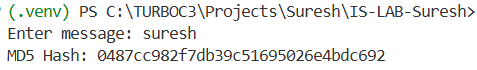 (.venv) PS C:\TURBOC3\Projects\Suresh\IS-LAB-Suresh>
Enter message: suresh
MD5 Hash: 0487cc982f7db39c51695026e4bdc692